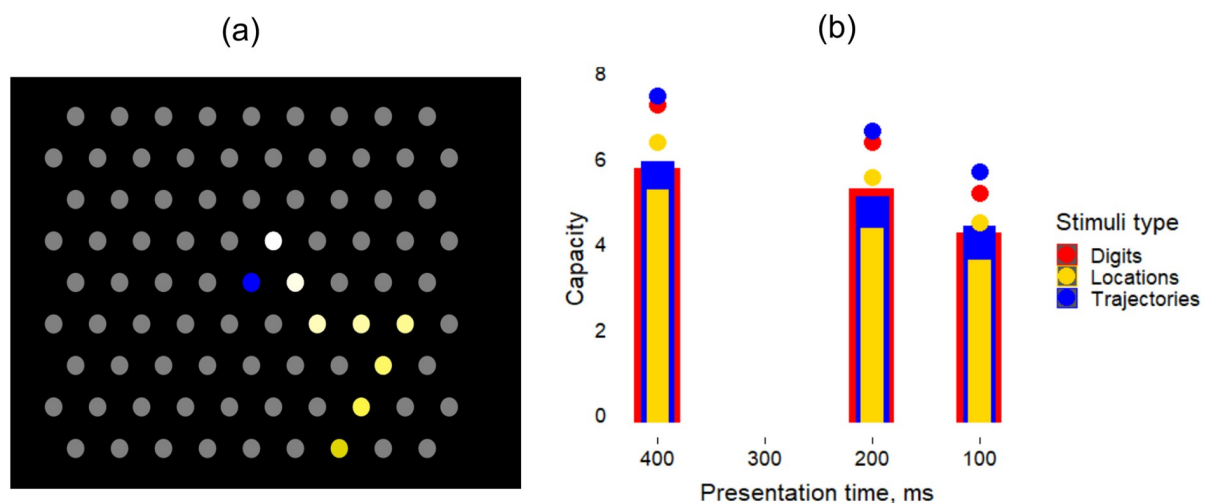 (a)
(b)
8
6
4
2
0
Capacity
400
300
200
100
Presentation time, ms
Stimuli type
Digits
Locations
Trajectories